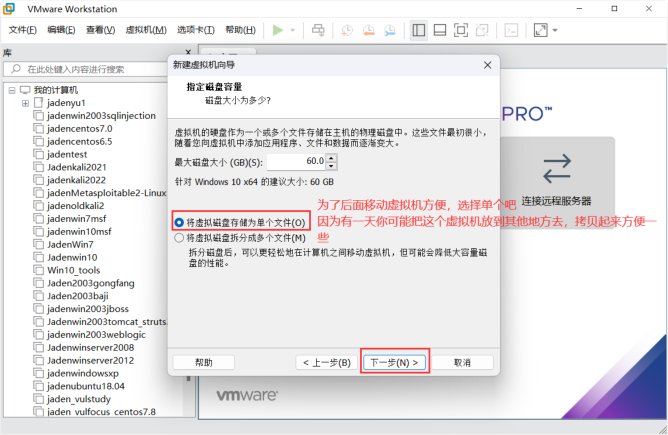 VMware Workstation
文件(F) 编辑(E) 查看(V) 虚拟机(M) 选项卡(T) 帮助(H)
库
在此处键入内容进行搜索
我的计算机
jadenyu1
jadenwin2003sqlinjection
jadencentos7.0
jadencentos6.5
jadentest
Jadenkali2021
jadenkali2022
jadenMetasploitable2-Linux
jadenoldkali2
jadenwin7msf
jadenwin10msf
JadenWin7
Jadenwin10
Win10_tools
Jaden2003gongfang
Jaden2003baji
jadenwin2003jboss
Jadenwin2003tomcat_struts
jadenwin2003weblogic
Jadenwinserver2008
Jadenwinserver2012
jadenwindowsxp
jadenubuntu18.04
jaden_vulstudy
jaden_vulfocus_centos7.8
新建虚拟机向导
指定磁盘容量
磁盘大小为多少?
虚拟机的硬盘作为一个或多个文件存储在主机的物理磁盘中。这些文件最初很小，
随着您向虚拟机中添加应用程序、文件和数据而逐渐变大。
最大磁盘大小 (GB)(S): 60.0
针对 Windows 10 x64 的建议大小: 60 GB
将虚拟磁盘存储为单个文件(O)
将虚拟磁盘拆分成多个文件(M)
拆分磁盘后，可以更轻松地在计算机之间移动虚拟机，但可能会降低大容量磁
盘的性能。
帮助 < 上一步(B) 下一步(N) > 取消
PRO™
连接远程服务器
为了后面移动虚拟机方便，选择单个吧
因为有一天你可能把这个虚拟机放到其他地方去，拷贝起来方便一
些
vmware